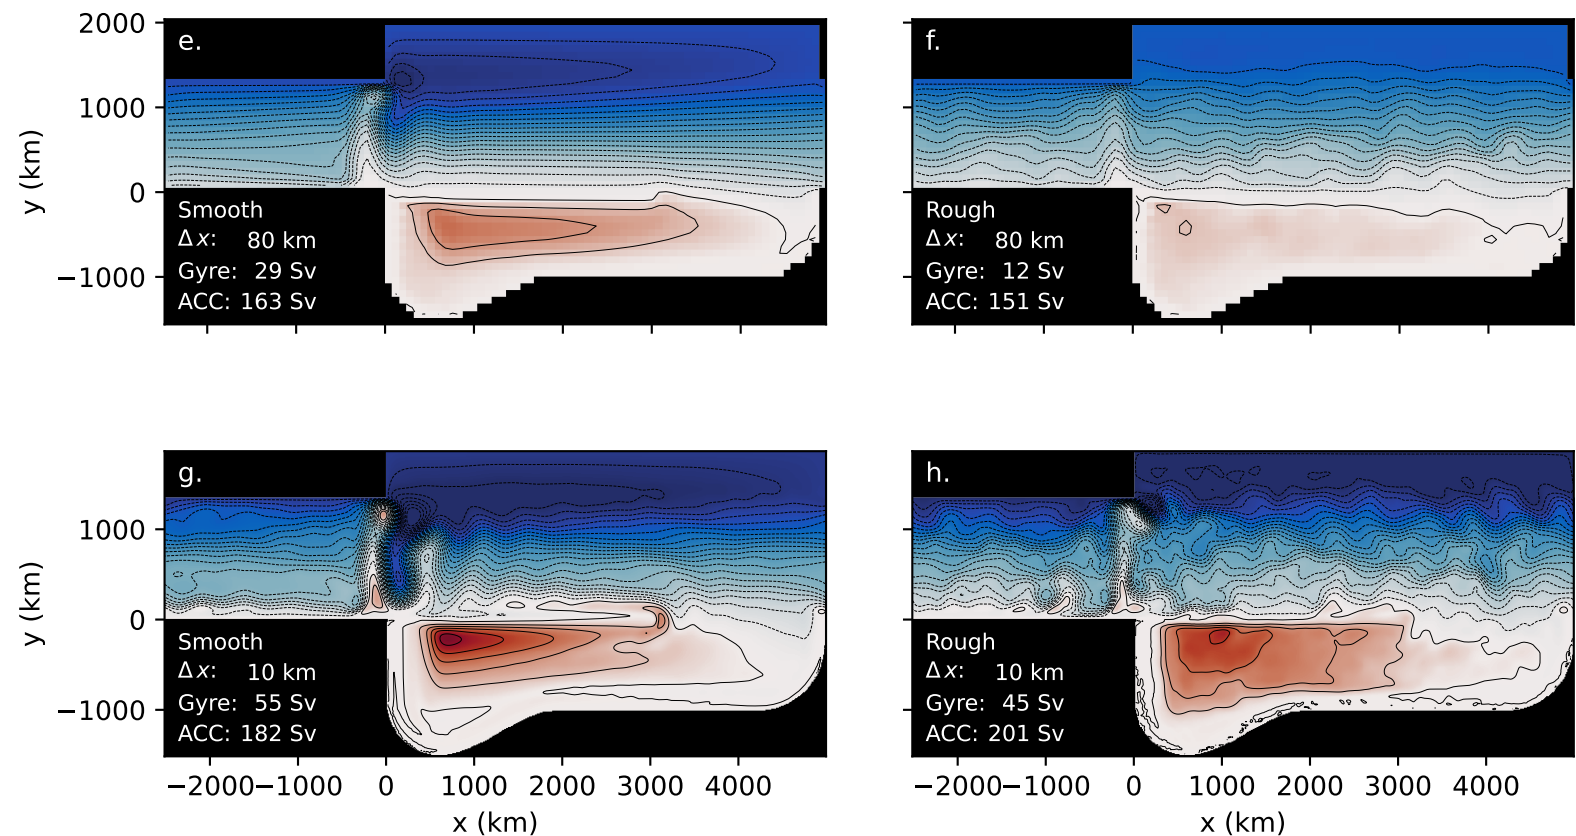 2000
1000
0
−1000
y (km)
e.
Smooth
Δx: 80 km
Gyre: 29 Sv
ACC: 163 Sv
f.
Rough
Δx: 80 km
Gyre: 12 Sv
ACC: 151 Sv
1000
0
−1000
y (km)
g.
Smooth
Δx: 10 km
Gyre: 55 Sv
ACC: 182 Sv
−2000 −1000 0 1000 2000 3000 4000
x (km)
h.
Rough
Δx: 10 km
Gyre: 45 Sv
ACC: 201 Sv
−2000 −1000 0 1000 2000 3000 4000
x (km)